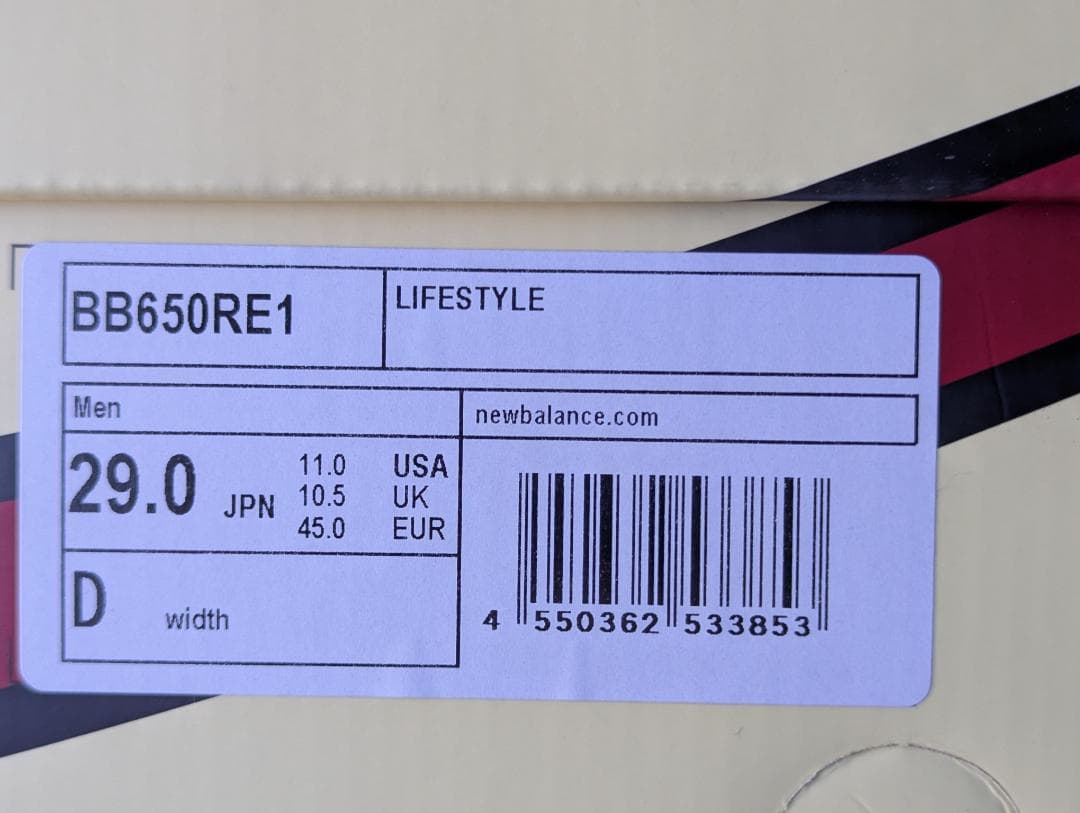 BB650RE1
LIFESTYLE
Men
newbalance.com
29.0 JPN
11.0 USA
10.5 UK
45.0 EUR
D width
4 550362 533853